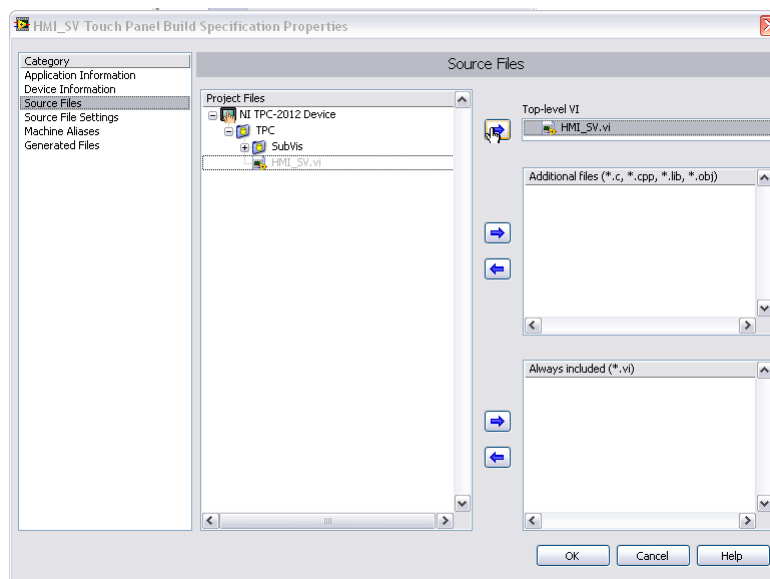 HMI_SV Touch Panel Build Specification Properties
Category
Application Information
Device Information
Source Files
Source File Settings
Machine Aliases
Generated Files
Source Files
Project Files
NI TPC-2012 Device
TPC
SubVis
HMI_SV.vi
Top-level VI
HMI_SV.vi
Additional files (*.c, *.cpp, *.lib, *.obj)
Always included (*.vi)
OK
Cancel
Help